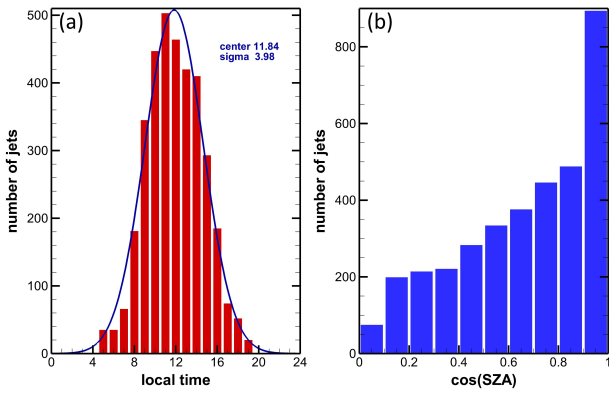 (a)
center 11.84
sigma 3.98
number of jets
500
400
300
200
100
0
0 4 8 12 16 20 24
local time
(b)
number of jets
800
600
400
200
0
0 0.2 0.4 0.6 0.8 1
cos(SZA)